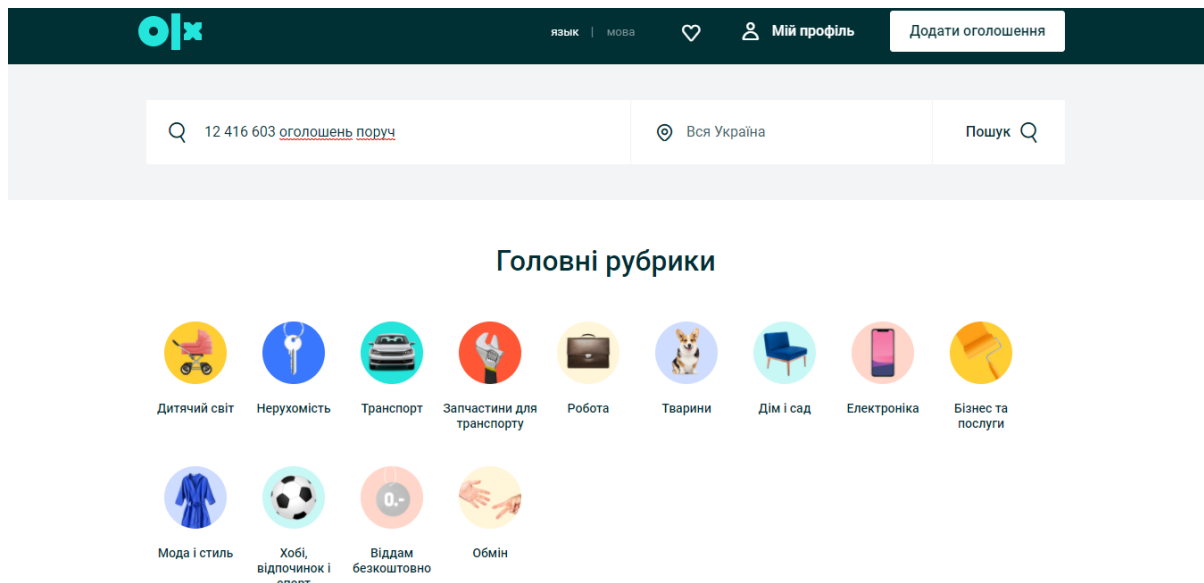 olx
язык | мова
Мій профіль
Додати оголошення
12 416 603 оголошень поруч
Вся Україна
Пошук
Головні рубрики
Дитячий світ
Нерухомість
Транспорт
Запчастини для
транспорту
Робота
Тварини
Дім і сад
Електроніка
Бізнес та
послуги
0.-
Мода і стиль
Хобі,
відпочинок і
спорт
Віддам
безкоштовно
Обмін